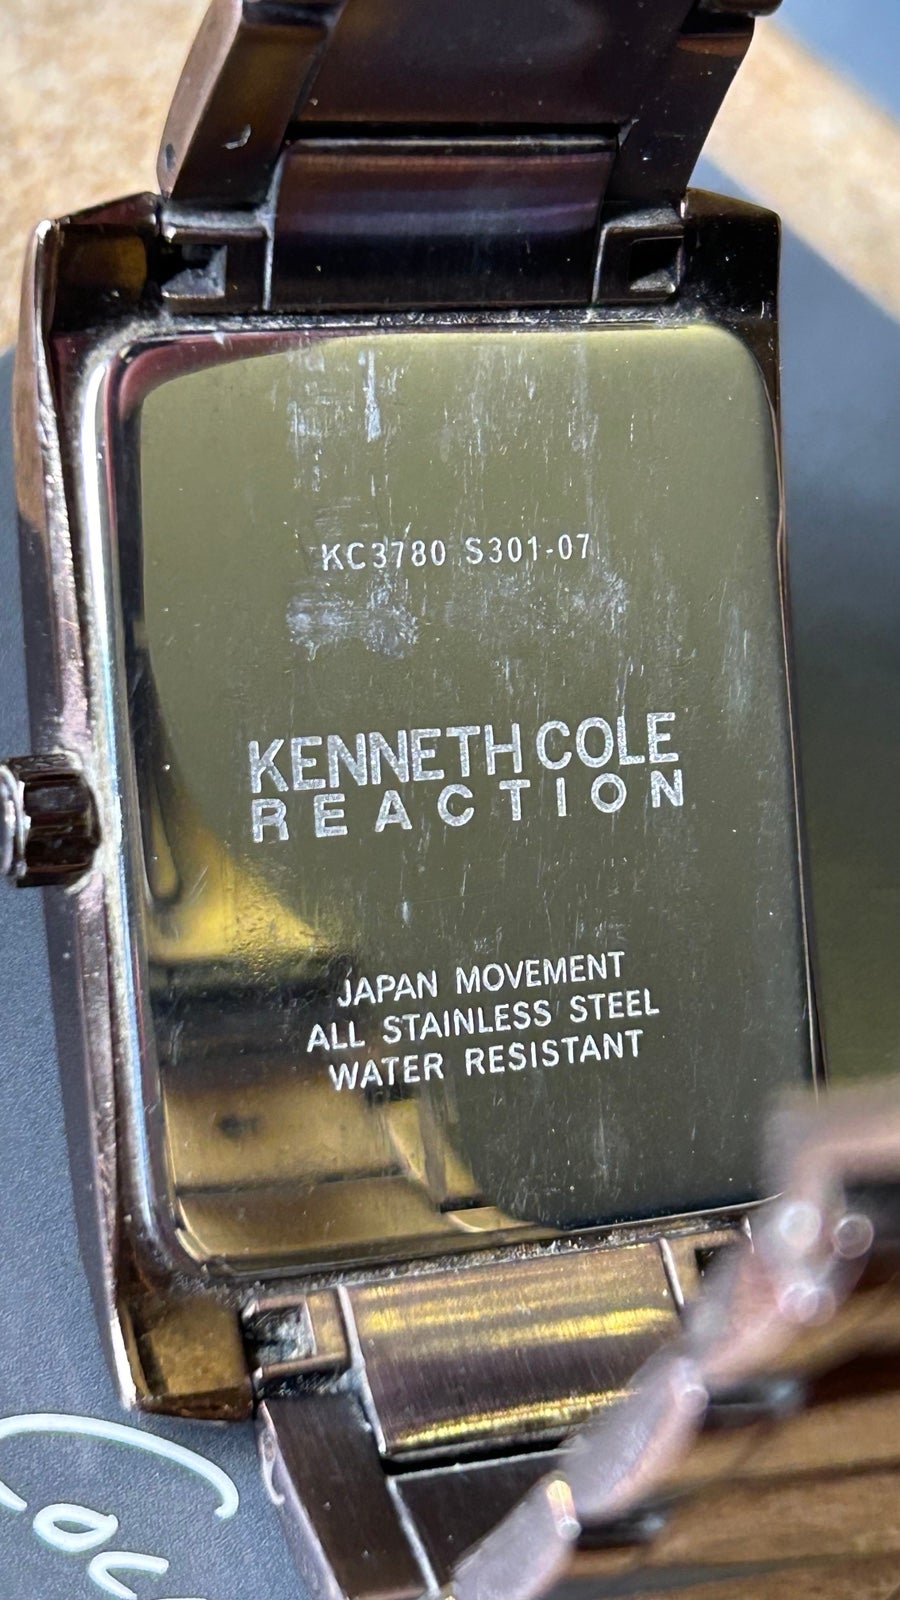 KC3780 S301-07
KENNETH COLE
REACTION
JAPAN MOVEMENT
ALL STAINLESS STEEL
WATER RESISTANT